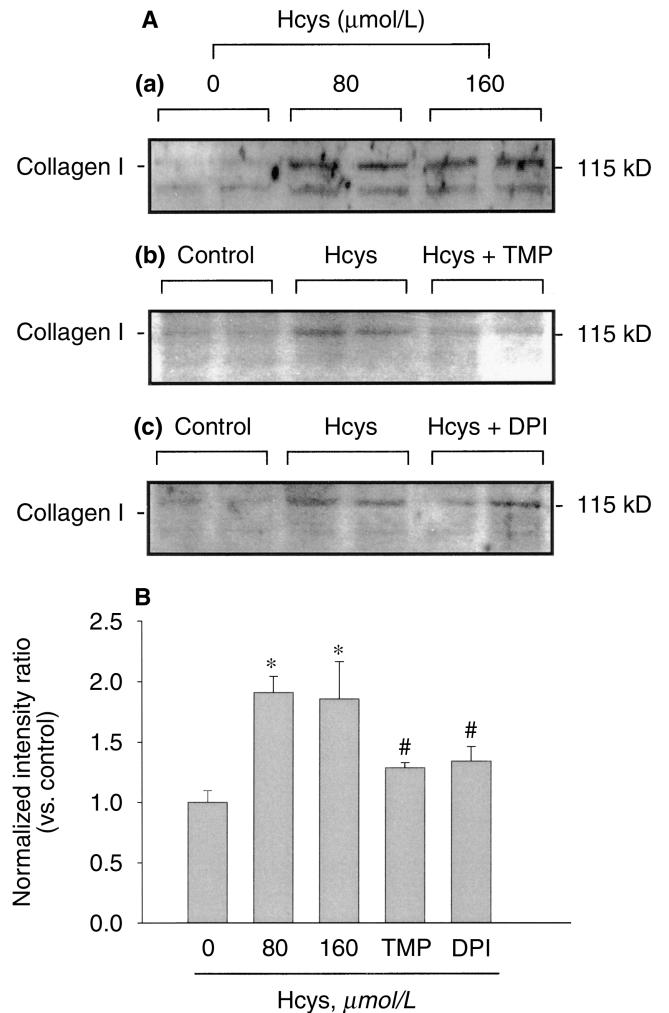 A
Hcys (μmol/L)
(a) 0 80 160
Collagen I - - 115 kD
(b) Control Hcys Hcys + TMP
Collagen I - - 115 kD
(c) Control Hcys Hcys + DPI
Collagen I - - 115 kD
B
Normalized intensity ratio
(vs. control)
2.5
2.0
1.5
1.0
0.5
0.0
* * # #
0 80 160 TMP DPI
Hcys, μmol/L